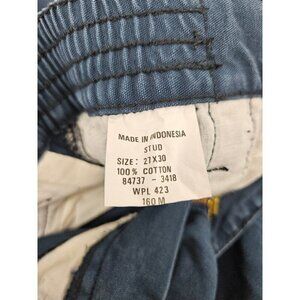 MADE IN INDONESIA
STUD
SIZE: 27X30
100% COTTON
84737 - 3418
WPL 423
160 M